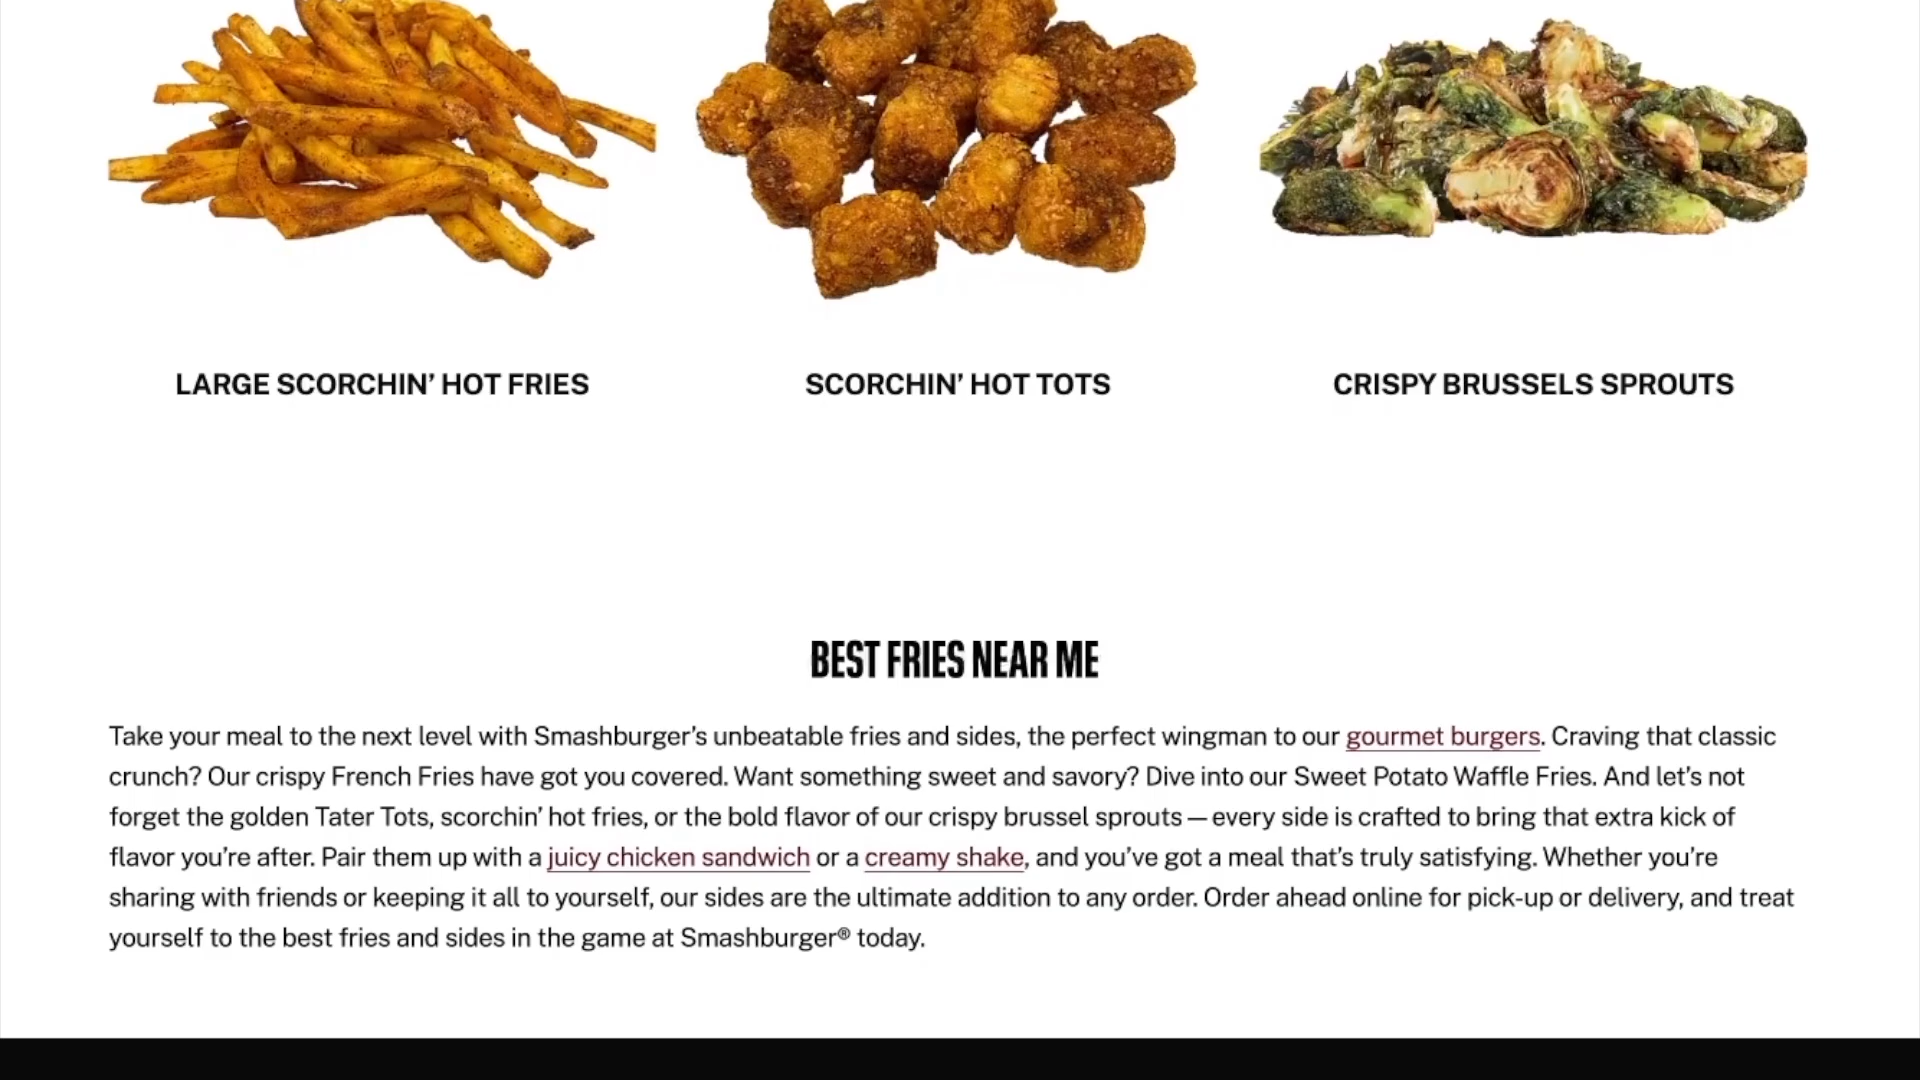 LARGE SCORCHIN’ HOT FRIES
SCORCHIN’ HOT TOTS
CRISPY BRUSSELS SPROUTS
BEST FRIES NEAR ME
Take your meal to the next level with Smashburger’s unbeatable fries and sides, the perfect wingman to our gourmet burgers. Craving that classic
crunch? Our crispy French Fries have got you covered. Want something sweet and savory? Dive into our Sweet Potato Waffle Fries. And let’s not
forget the golden Tater Tots, scorchin’ hot fries, or the bold flavor of our crispy brussel sprouts — every side is crafted to bring that extra kick of
flavor you’re after. Pair them up with a juicy chicken sandwich or a creamy shake, and you’ve got a meal that’s truly satisfying. Whether you’re
sharing with friends or keeping it all to yourself, our sides are the ultimate addition to any order. Order ahead online for pick-up or delivery, and treat
yourself to the best fries and sides in the game at Smashburger® today.